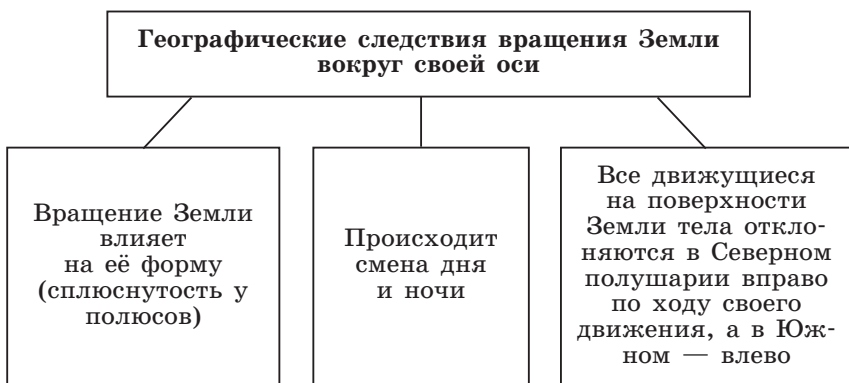 Географические следствия вращения Земли
вокруг своей оси
Вращение Земли
влияет
на её форму
(сплюснутость у
полюсов)
Происходит
смена дня
и ночи
Все движущиеся
на поверхности
Земли тела откло-
няются в Северном
полушарии вправо
по ходу своего
движения, а в Юж-
ном — влево